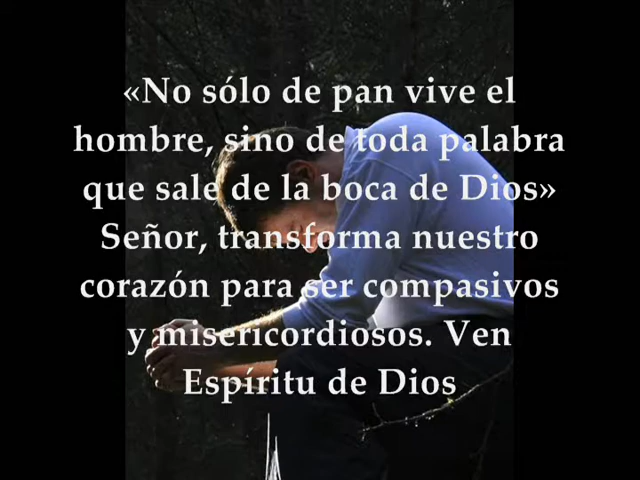 «No sólo de pan vive el
hombre, sino de toda palabra
que sale de la boca de Dios»
Señor, transforma nuestro
corazón para ser compasivos
y misericordiosos. Ven
Espíritu de Dios